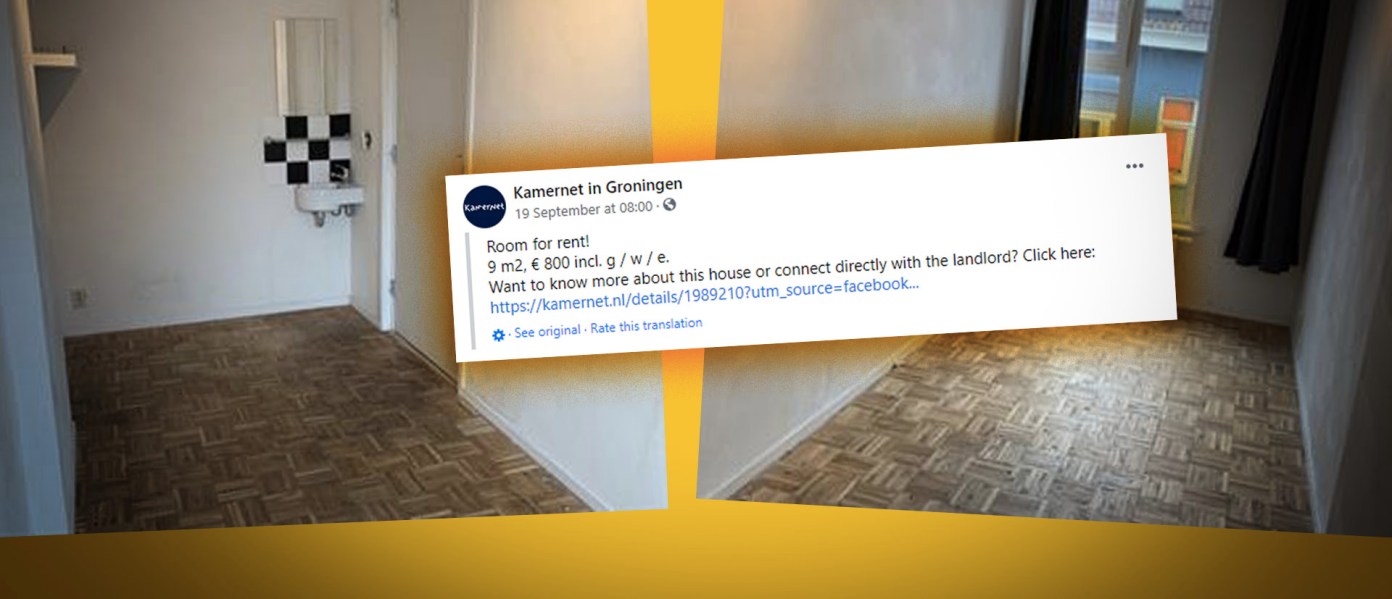 Kamernet
Kamernet in Groningen
19 September at 08:00 ·
Room for rent!
9 m2, € 800 incl. g / w / e.
Want to know more about this house or connect directly with the landlord? Click here:
https://kamernet.nl/details/1989210?utm_source=facebook...
· See original · Rate this translation